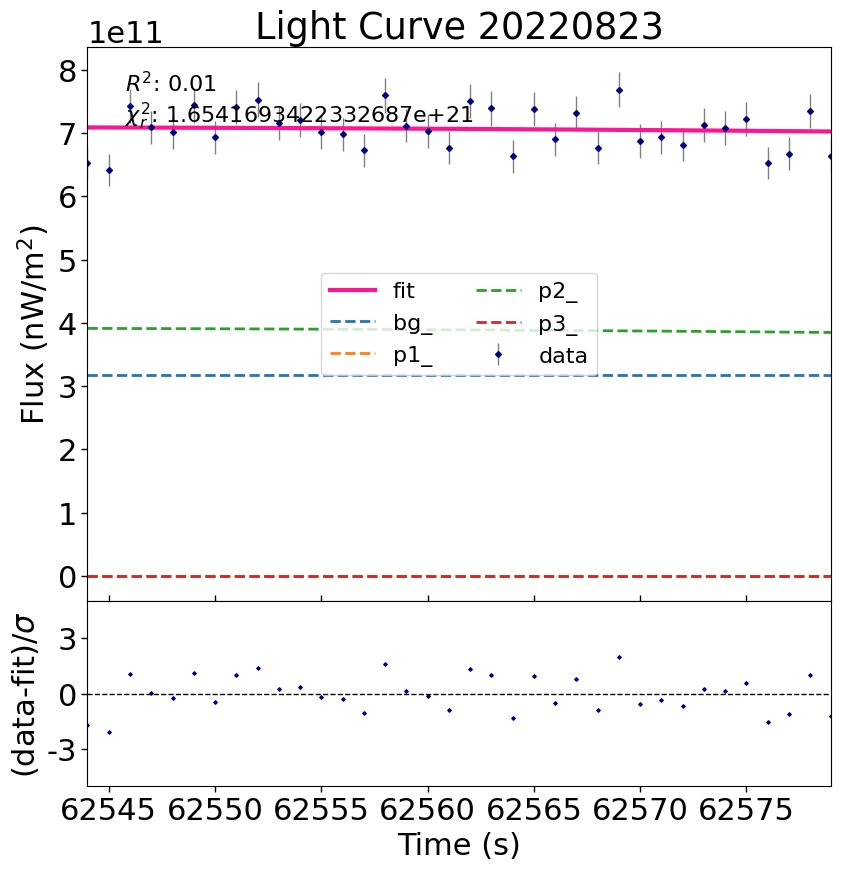 Light Curve 20220823
1e11
R²: 0.01
χ²ᵣ: 1.6541693422332687e+21
8
7
6
5
4
3
2
1
0
Flux (nW/m²)
fit
bg_
p1_
p2_
p3_
data
3
0
-3
(data-fit)/σ
62545 62550 62555 62560 62565 62570 62575
Time (s)